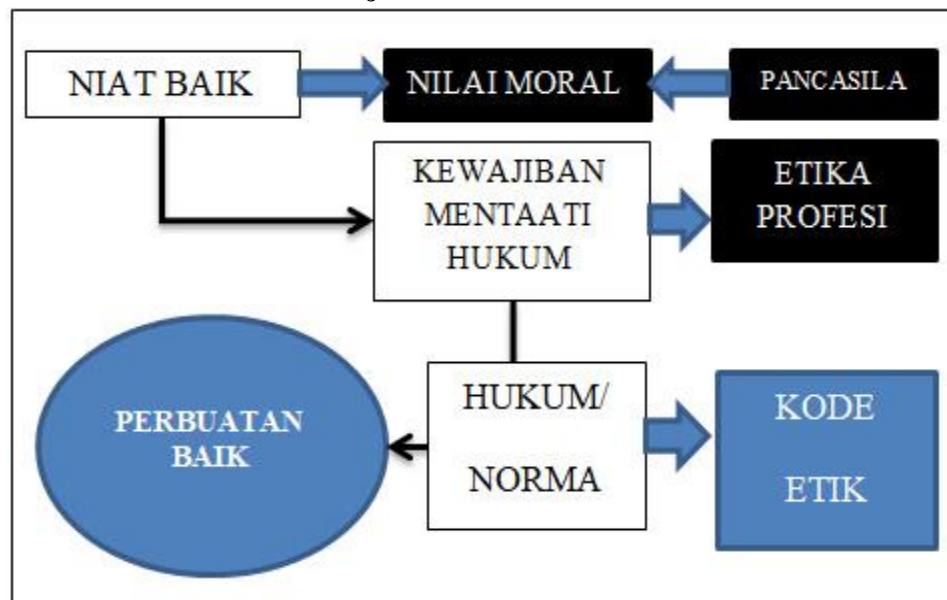 NIAT BAIK
NILAI MORAL
PANCASILA
KEWAJIBAN
MENTAATI
HUKUM
ETIKA
PROFESI
PERBUATAN
BAIK
HUKUM/
NORMA
KODE
ETIK